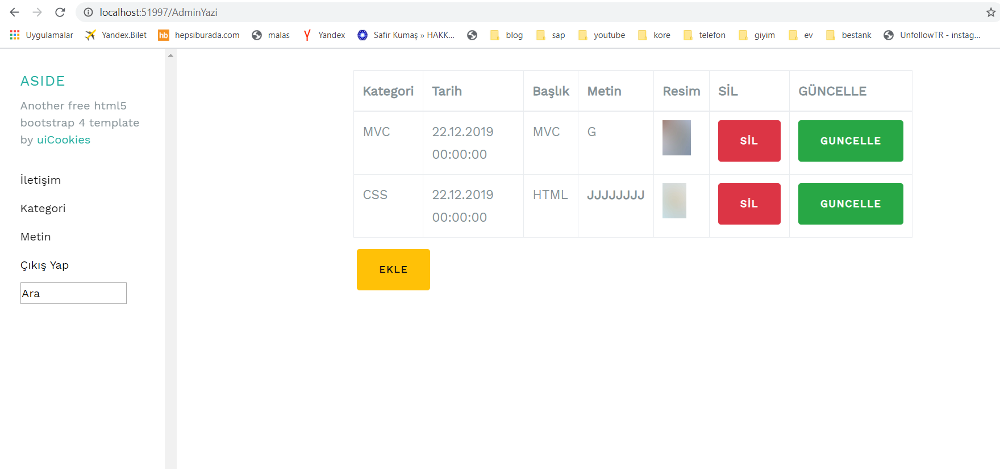 localhost:51997/AdminYazi
Uygulamalar Yandex.Bilet hb hepsiburada.com malas Yandex Safir Kumaş » HAKK... blog sap youtube kore telefon giyim ev bestank UnfollowTR - instag...
ASIDE
Another free html5
bootstrap 4 template
by uiCookies
İletişim
Kategori
Metin
Çıkış Yap
Ara
Kategori Tarih Başlık Metin Resim SİL GÜNCELLE
MVC 22.12.2019 MVC G SİL GUNCELLE
00:00:00
CSS 22.12.2019 HTML JJJJJJJJ SİL GUNCELLE
00:00:00
EKLE